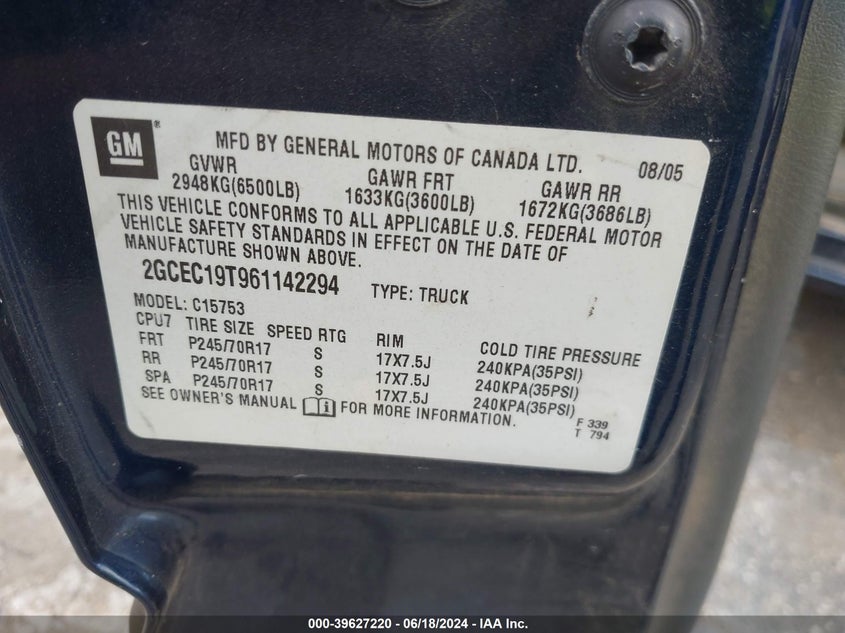 GM ®
MFD BY GENERAL MOTORS OF CANADA LTD. 08/05
GVWR GAWR FRT GAWR RR
2948KG(6500LB) 1633KG(3600LB) 1672KG(3686LB)
THIS VEHICLE CONFORMS TO ALL APPLICABLE U.S. FEDERAL MOTOR
VEHICLE SAFETY STANDARDS IN EFFECT ON THE DATE OF
MANUFACTURE SHOWN ABOVE.
2GCEC19T961142294 TYPE: TRUCK
MODEL: C15753
CPU7 TIRE SIZE SPEED RTG RIM COLD TIRE PRESSURE
FRT P245/70R17 S 17X7.5J 240KPA(35PSI)
RR P245/70R17 S 17X7.5J 240KPA(35PSI)
SPA P245/70R17 S 17X7.5J 240KPA(35PSI)
SEE OWNER'S MANUAL FOR MORE INFORMATION.
F 339
T 794
000-39627220 - 06/18/2024 - IAA Inc.